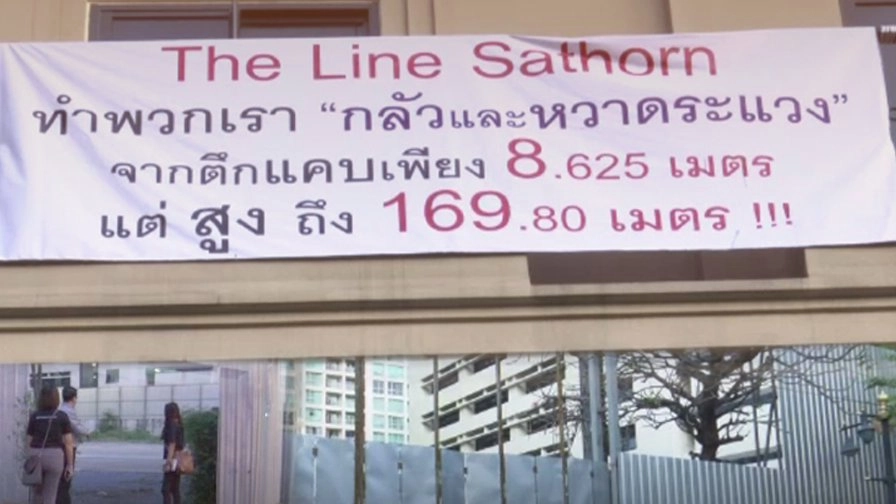 The Line Sathorn
ทำพวกเรา “กลัวและหวาดระแวง”
จากตึกแคบเพียง 8.625 เมตร
แต่ สูง ถึง 169.80 เมตร !!!